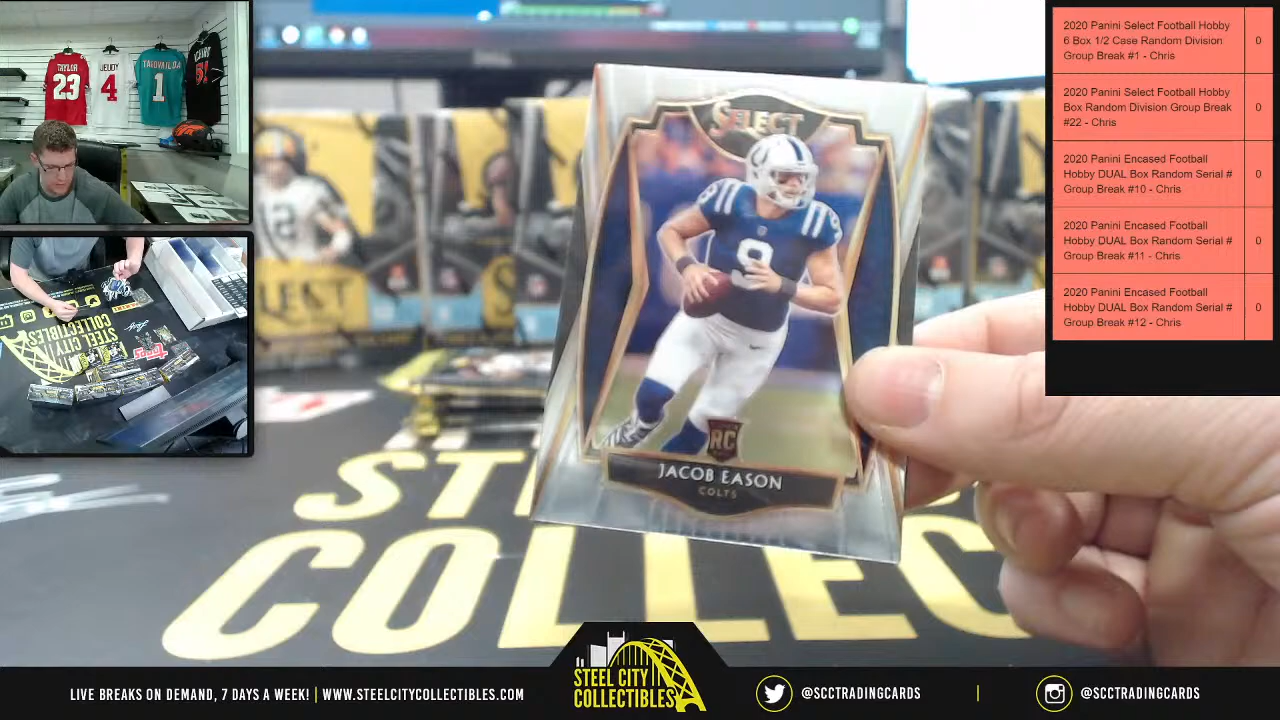 TAYLOR
23
JEUDY
4
TAGOVAILOA
1
STEEL CITY
COLLECTIBLES
12
SELECT
9
RC
JACOB EASON
COLTS
COLLEC
2020 Panini Select Football Hobby
6 Box 1/2 Case Random Division
Group Break #1 - Chris
0
2020 Panini Select Football Hobby
Box Random Division Group Break
#22 - Chris
0
2020 Panini Encased Football
Hobby DUAL Box Random Serial #
Group Break #10 - Chris
0
2020 Panini Encased Football
Hobby DUAL Box Random Serial #
Group Break #11 - Chris
0
2020 Panini Encased Football
Hobby DUAL Box Random Serial #
Group Break #12 - Chris
0
LIVE BREAKS ON DEMAND, 7 DAYS A WEEK! | WWW.STEELCITYCOLLECTIBLES.COM
STEEL CITY
COLLECTIBLES
@SCCTRADINGCARDS | @SCCTRADINGCARDS